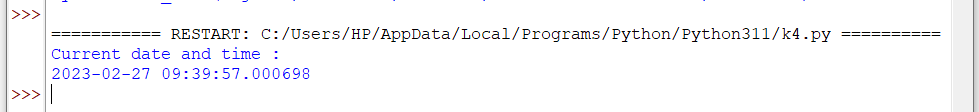 >>>
=========== RESTART: C:/Users/HP/AppData/Local/Programs/Python/Python311/k4.py ==========
Current date and time :
2023-02-27 09:39:57.000698
>>>